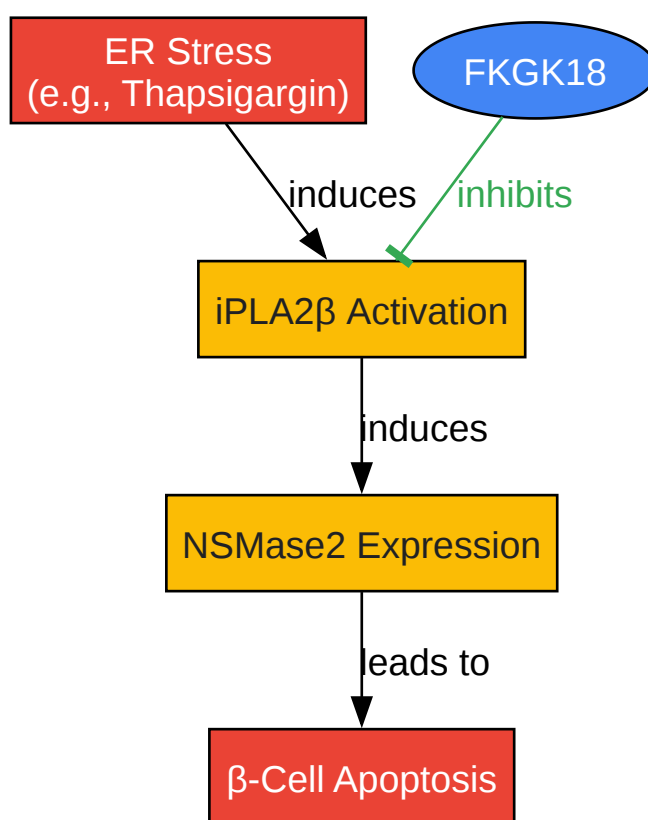 ER Stress
(e.g., Thapsigargin)
FKGK18
induces
inhibits
iPLA2β Activation
induces
NSMase2 Expression
leads to
β-Cell Apoptosis